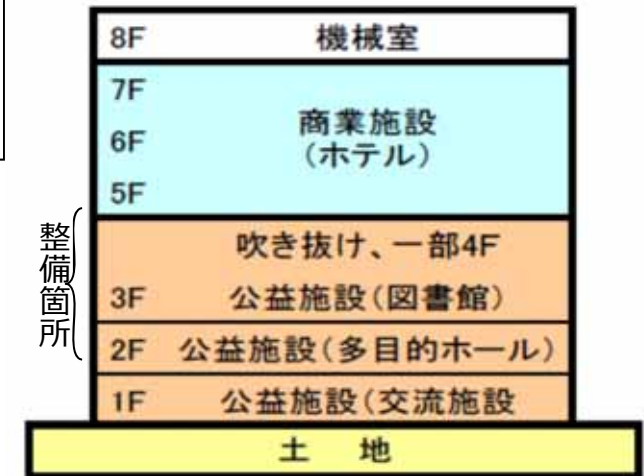 8F 機械室
7F
商業施設
6F
(ホテル)
5F
整備箇所
吹き抜け、一部4F
3F 公益施設(図書館)
2F 公益施設(多目的ホール)
1F 公益施設(交流施設
土 地